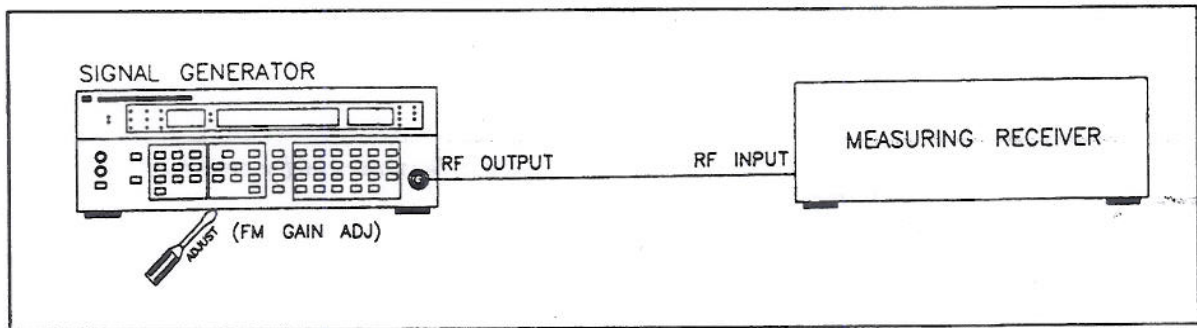 SIGNAL GENERATOR
RF OUTPUT
RF INPUT
MEASURING RECEIVER
ADJUST
(FM GAIN ADJ)